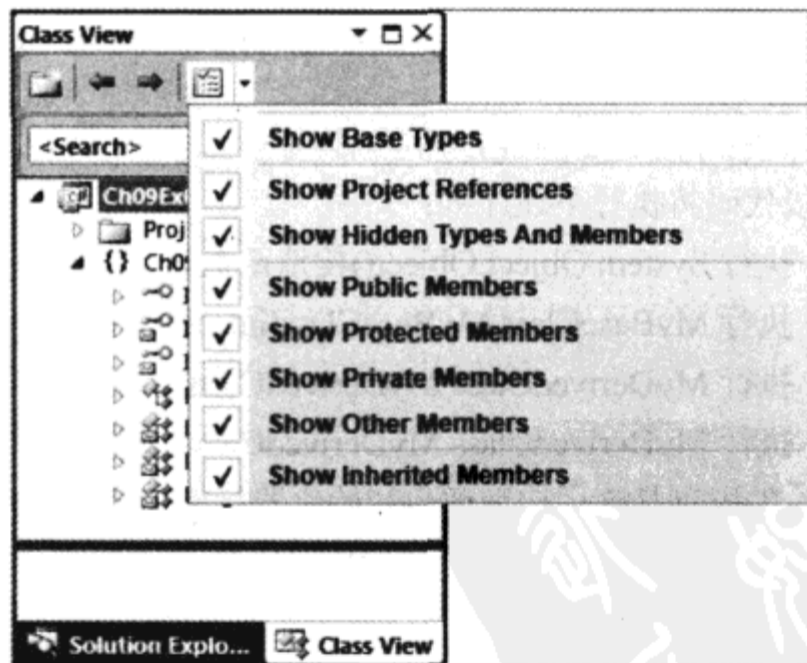 Class View
<Search>
Show Base Types
Show Project References
Show Hidden Types And Members
Show Public Members
Show Protected Members
Show Private Members
Show Other Members
Show Inherited Members
Ch09Ex
Proj
{} Ch09
Solution Explo...
Class View